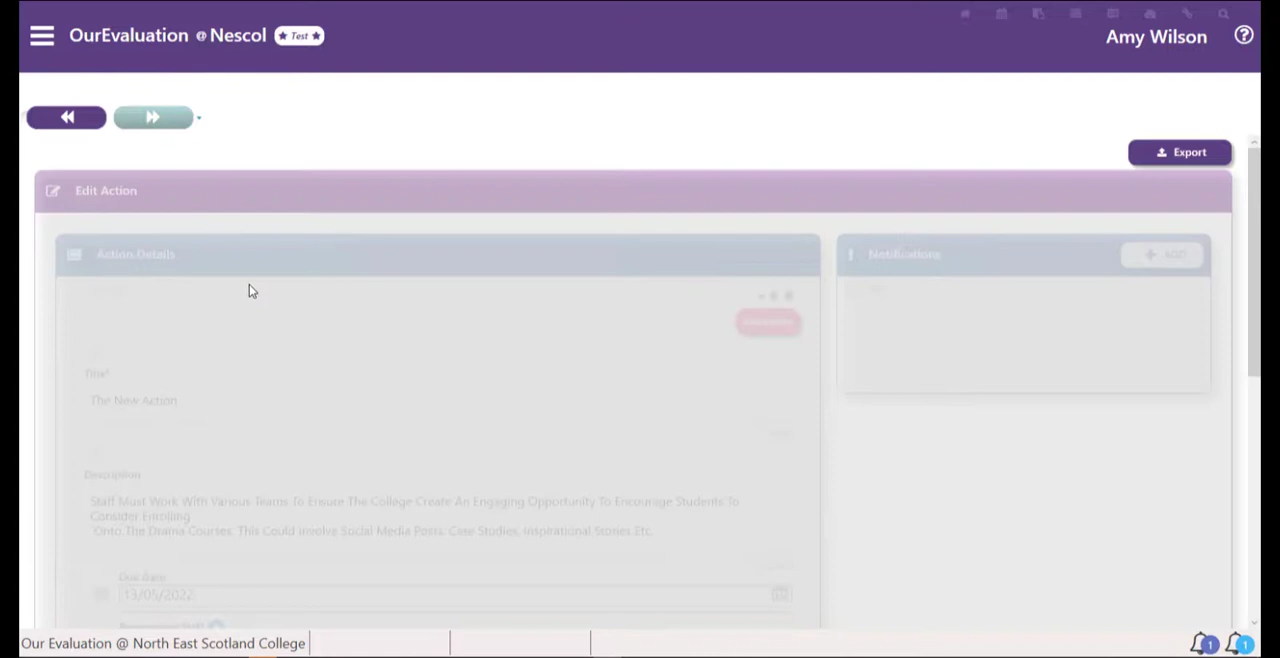 OurEvaluation @ Nescol ★ Test ★
Amy Wilson
Export
Edit Action
Action Details
Notifications
ADD
Title
The New Action
Description
Staff Must Work With Various Teams To Ensure The College Create An Engaging Opportunity To Encourage Students To
Consider Enrolling
Onto The Drama Courses. This Could Involve Social Media Posts, Case Studies, Inspirational Stories Etc.
Due date
13/05/2022
Our Evaluation @ North East Scotland College
1
1